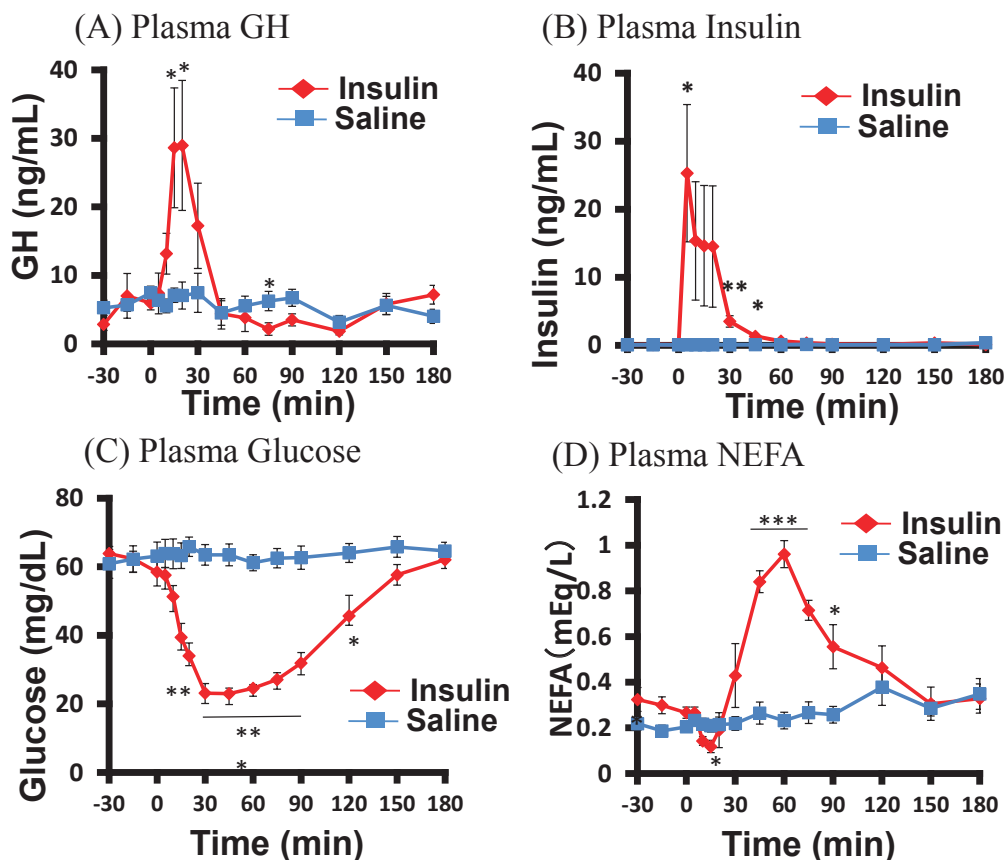 (A) Plasma GH
40
30
20
10
0
GH (ng/mL)
* *
*
Insulin
Saline
-30 0 30 60 90 120 150 180
Time (min)
(B) Plasma Insulin
40
30
20
10
0
Insulin (ng/mL)
*
**
*
Insulin
Saline
-30 0 30 60 90 120 150 180
Time (min)
(C) Plasma Glucose
80
60
40
20
0
Glucose (mg/dL)
**
**
*
*
Insulin
Saline
-30 0 30 60 90 120 150 180
Time (min)
(D) Plasma NEFA
1.2
1
0.8
0.6
0.4
0.2
0
NEFA(mEq/L)
***
*
*
Insulin
Saline
-30 0 30 60 90 120 150 180
Time (min)